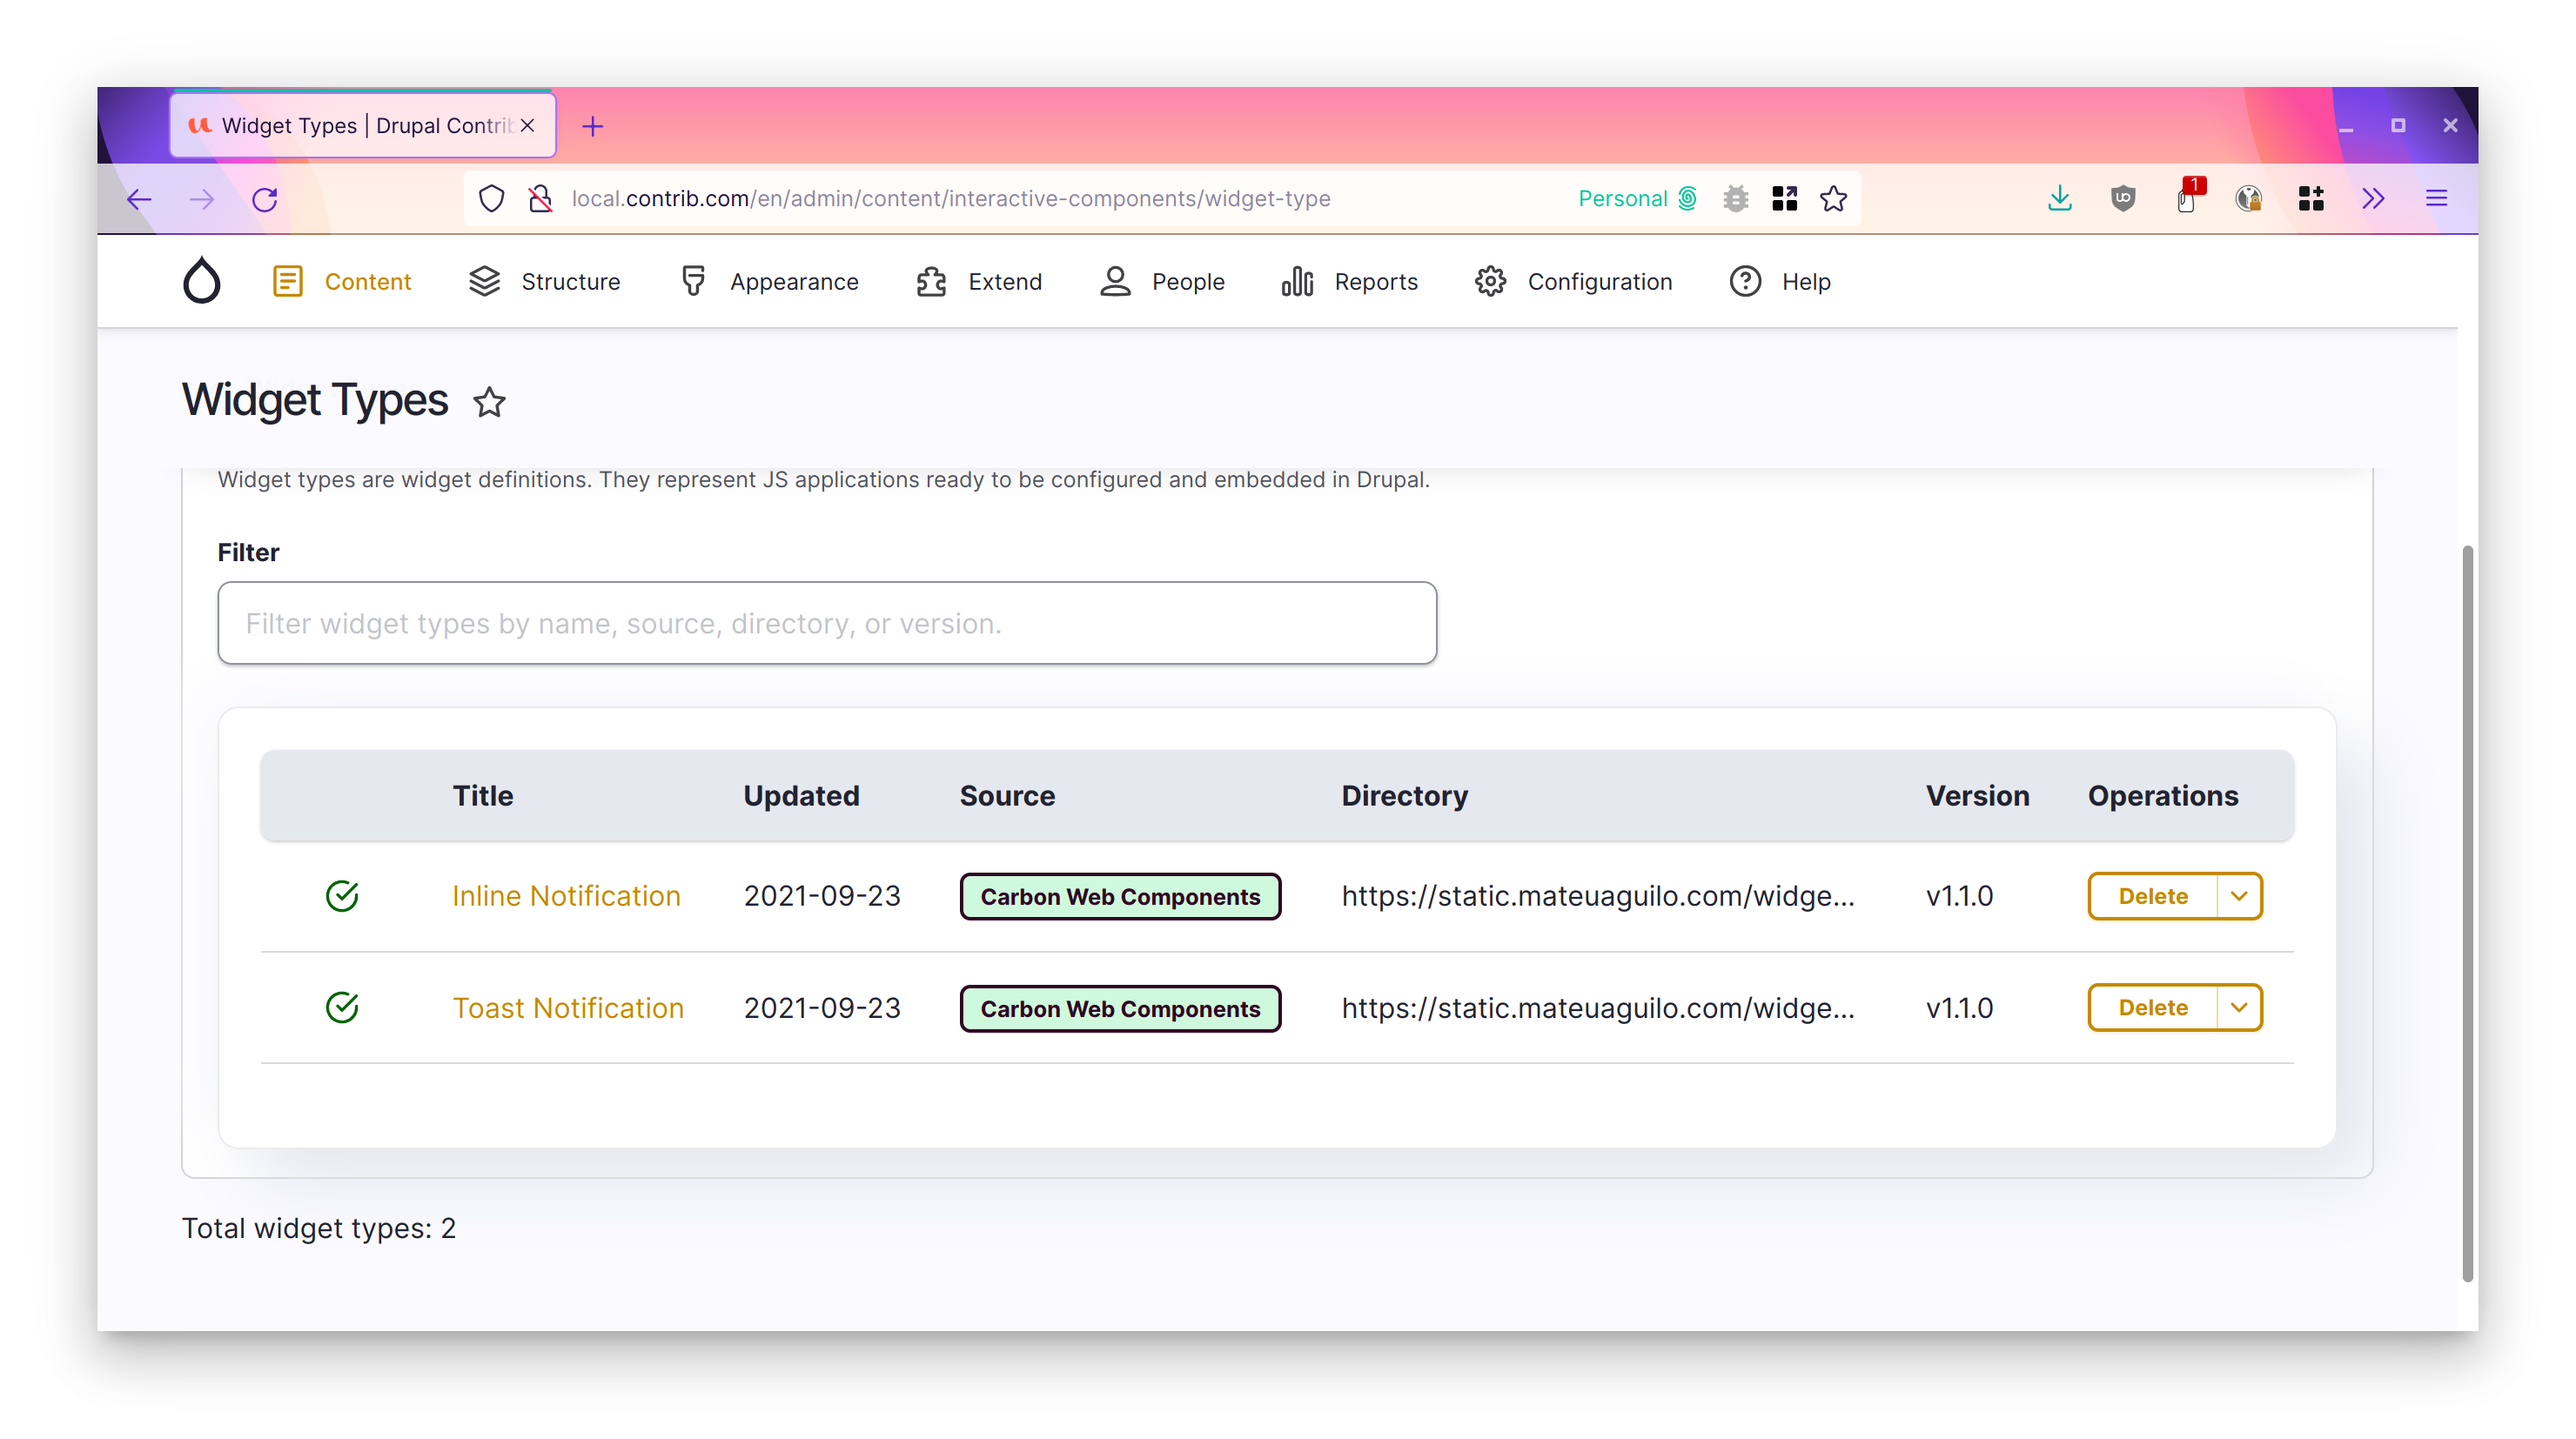 Widget Types | Drupal Contrib
local.contrib.com/en/admin/content/interactive-components/widget-type
Personal
1
Content
Structure
Appearance
Extend
People
Reports
Configuration
Help
Widget Types
Widget types are widget definitions. They represent JS applications ready to be configured and embedded in Drupal.
Filter
Filter widget types by name, source, directory, or version.
Title Updated Source Directory Version Operations
Inline Notification 2021-09-23 Carbon Web Components https://static.mateuaguilo.com/widge... v1.1.0 Delete
Toast Notification 2021-09-23 Carbon Web Components https://static.mateuaguilo.com/widge... v1.1.0 Delete
Total widget types: 2